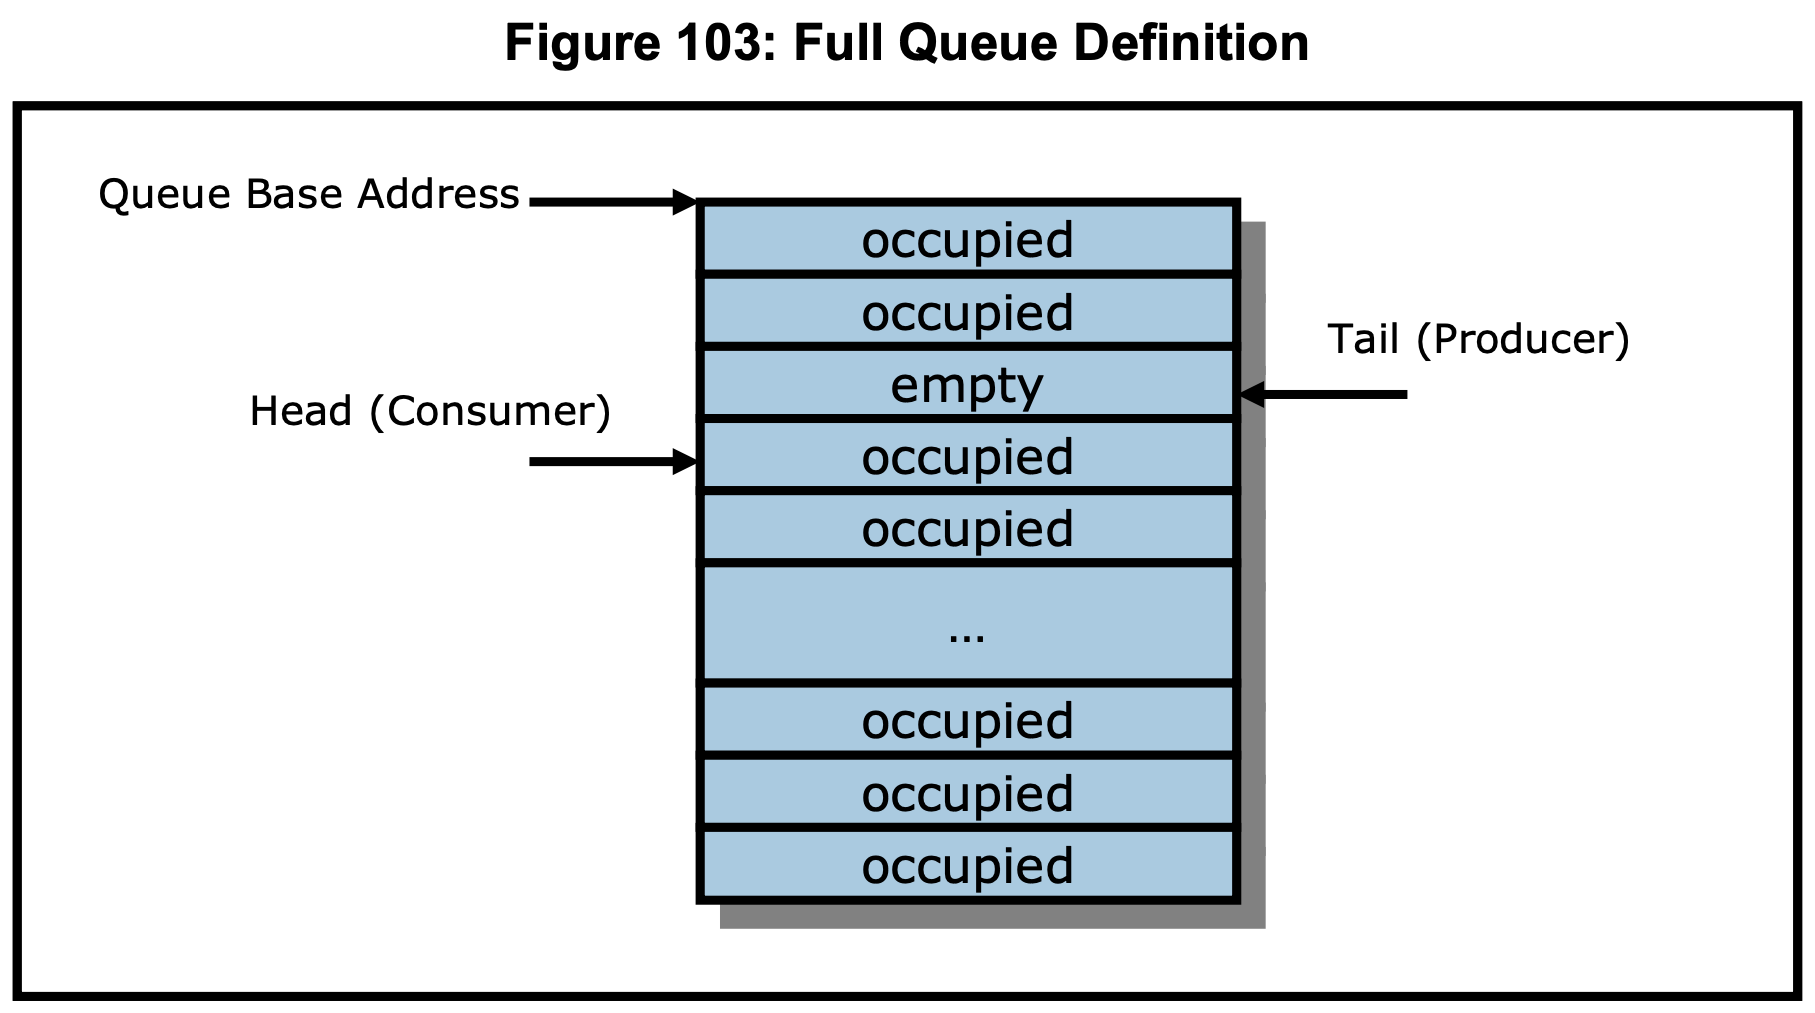 Figure 103: Full Queue Definition
Queue Base Address
occupied
occupied
Tail (Producer)
empty
Head (Consumer)
occupied
occupied
...
occupied
occupied
occupied